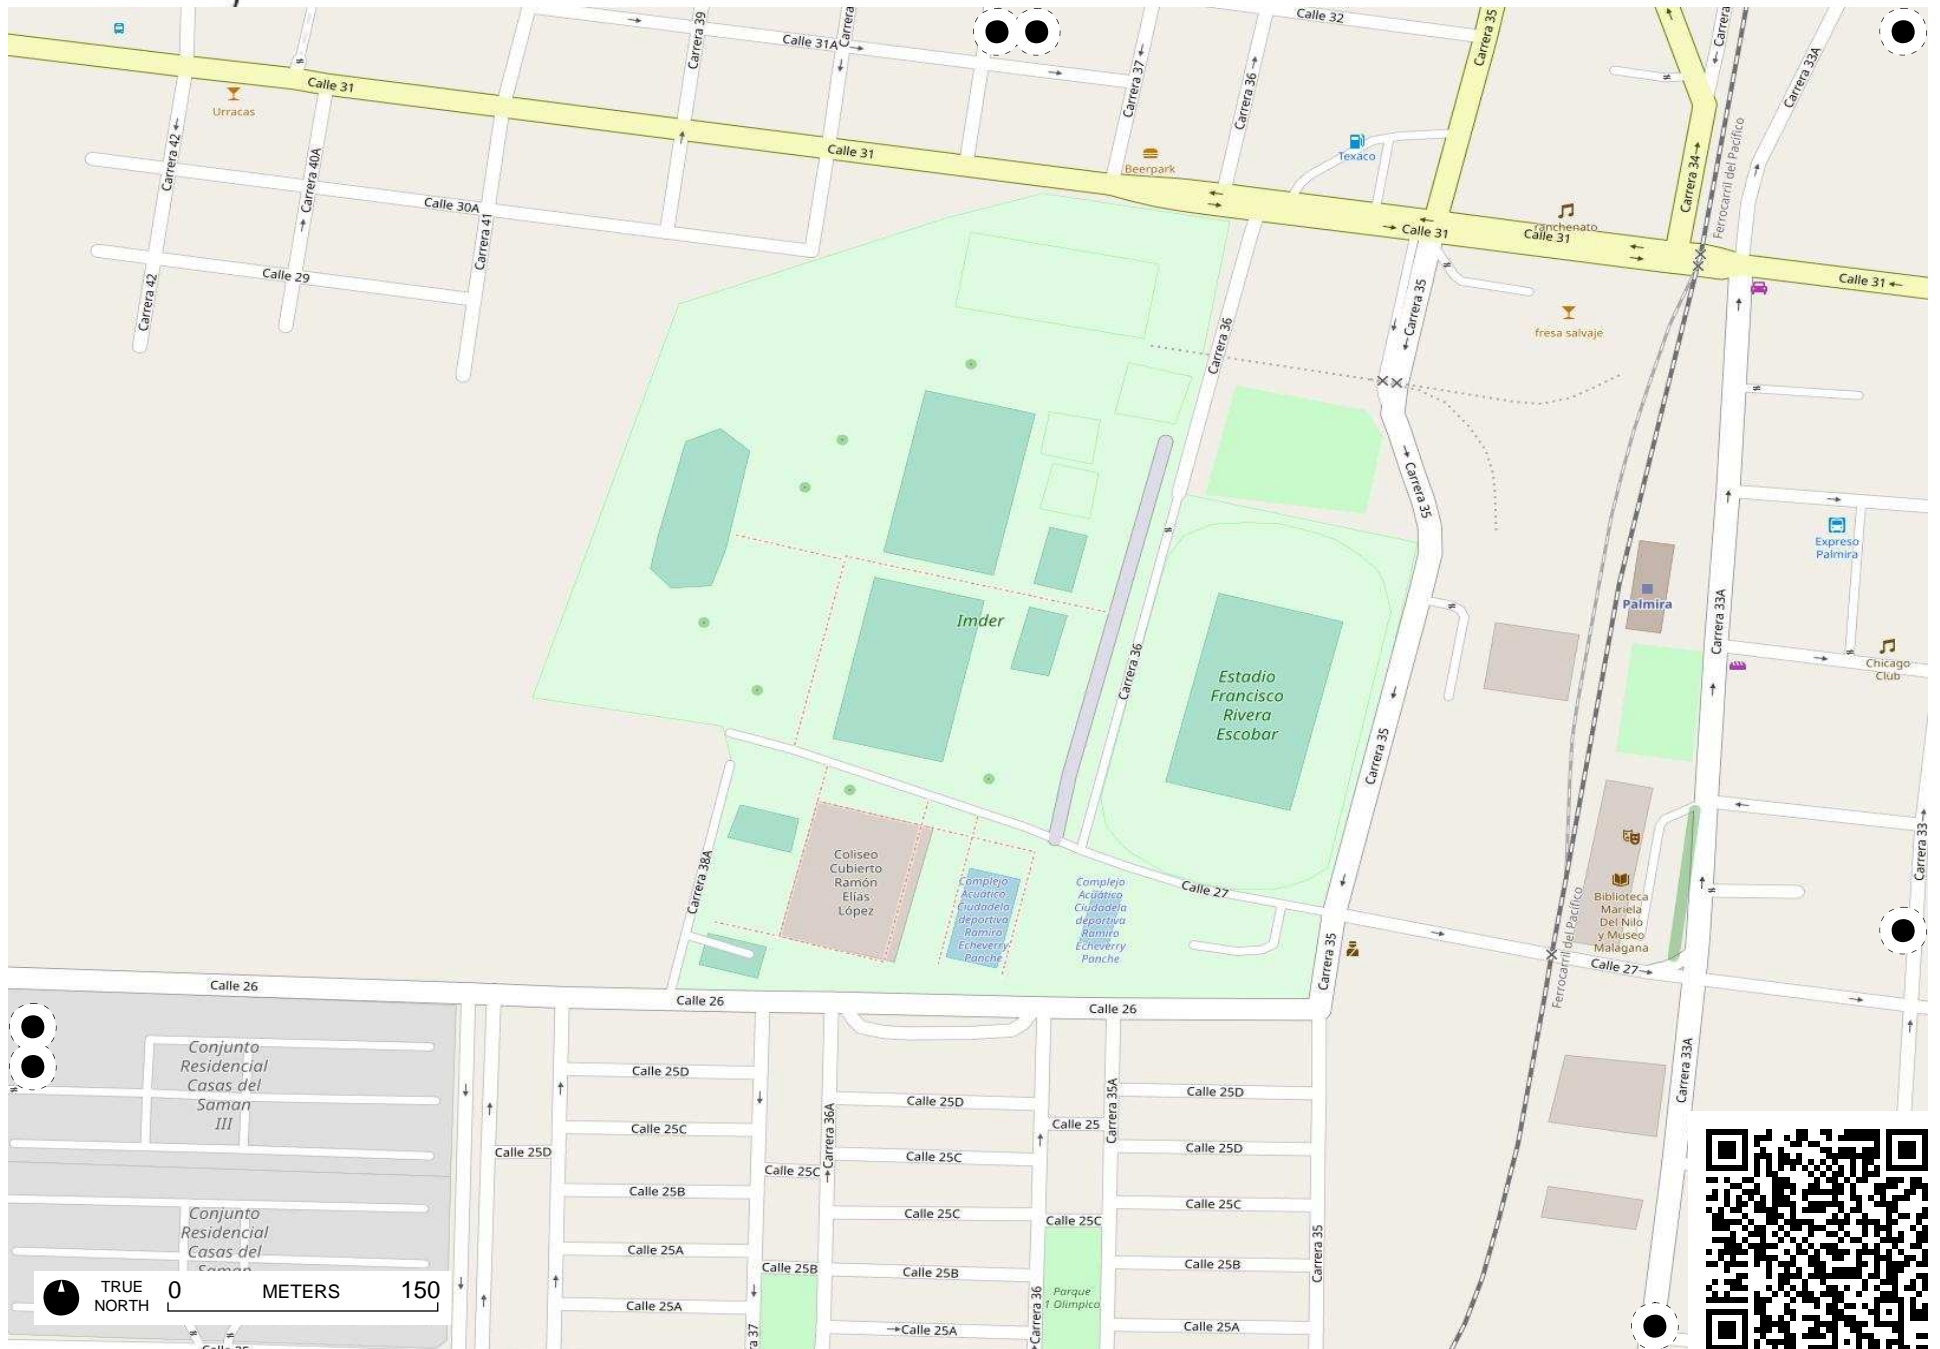 Calle 32
Carrera 35
Carrera 39
Carrera
Calle 31A
Carrera
Carrera 37
Carrera 36
Carrera 33A
Calle 31
Urracas
Carrera 42
Carrera 40A
Calle 31
Beerpark
Texaco
Carrera 34
Ferrocarril del Pacífico
Calle 30A
Carrera 41
ranchenato
Calle 31
Calle 31
Calle 31
Calle 29
Carrera 42
Carrera 36
Carrera 35
fresa salvaje
Carrera 35
Expreso
Palmira
Palmira
Carrera 33A
Imder
Carrera 36
Estadio
Francisco
Rivera
Escobar
Chicago
Club
Carrera 35
Coliseo
Cubierto
Ramón
Elías
López
Carrera 38A
Complejo
Acuático
Ciudadela
deportiva
Ramiro
Echeverry
Panche
Complejo
Acuático
Ciudadela
deportiva
Ramiro
Echeverry
Panche
Calle 27
Carrera 35
Carrera 33
Biblioteca
Mariela
Del Nilo
y Museo
Malagana
Ferrocarril del Pacífico
Calle 27
Calle 26
Calle 26
Calle 26
Conjunto
Residencial
Casas del
Saman
III
Calle 25D
Calle 25D
Calle 25D
Carrera 35A
Carrera 33A
Calle 25C
Carrera 36A
Calle 25
Calle 25D
Calle 25D
Calle 25C
Calle 25C
Calle 25B
Calle 25C
Calle 25C
Calle 25C
Conjunto
Residencial
Casas del
Saman
Calle 25A
Calle 25B
Calle 25B
Calle 25B
Carrera 35
Parque
1 Olimpico
Calle 25A
Carrera 36
Calle 25A
Calle 25A
ra 37
TRUE
NORTH
0 METERS 150